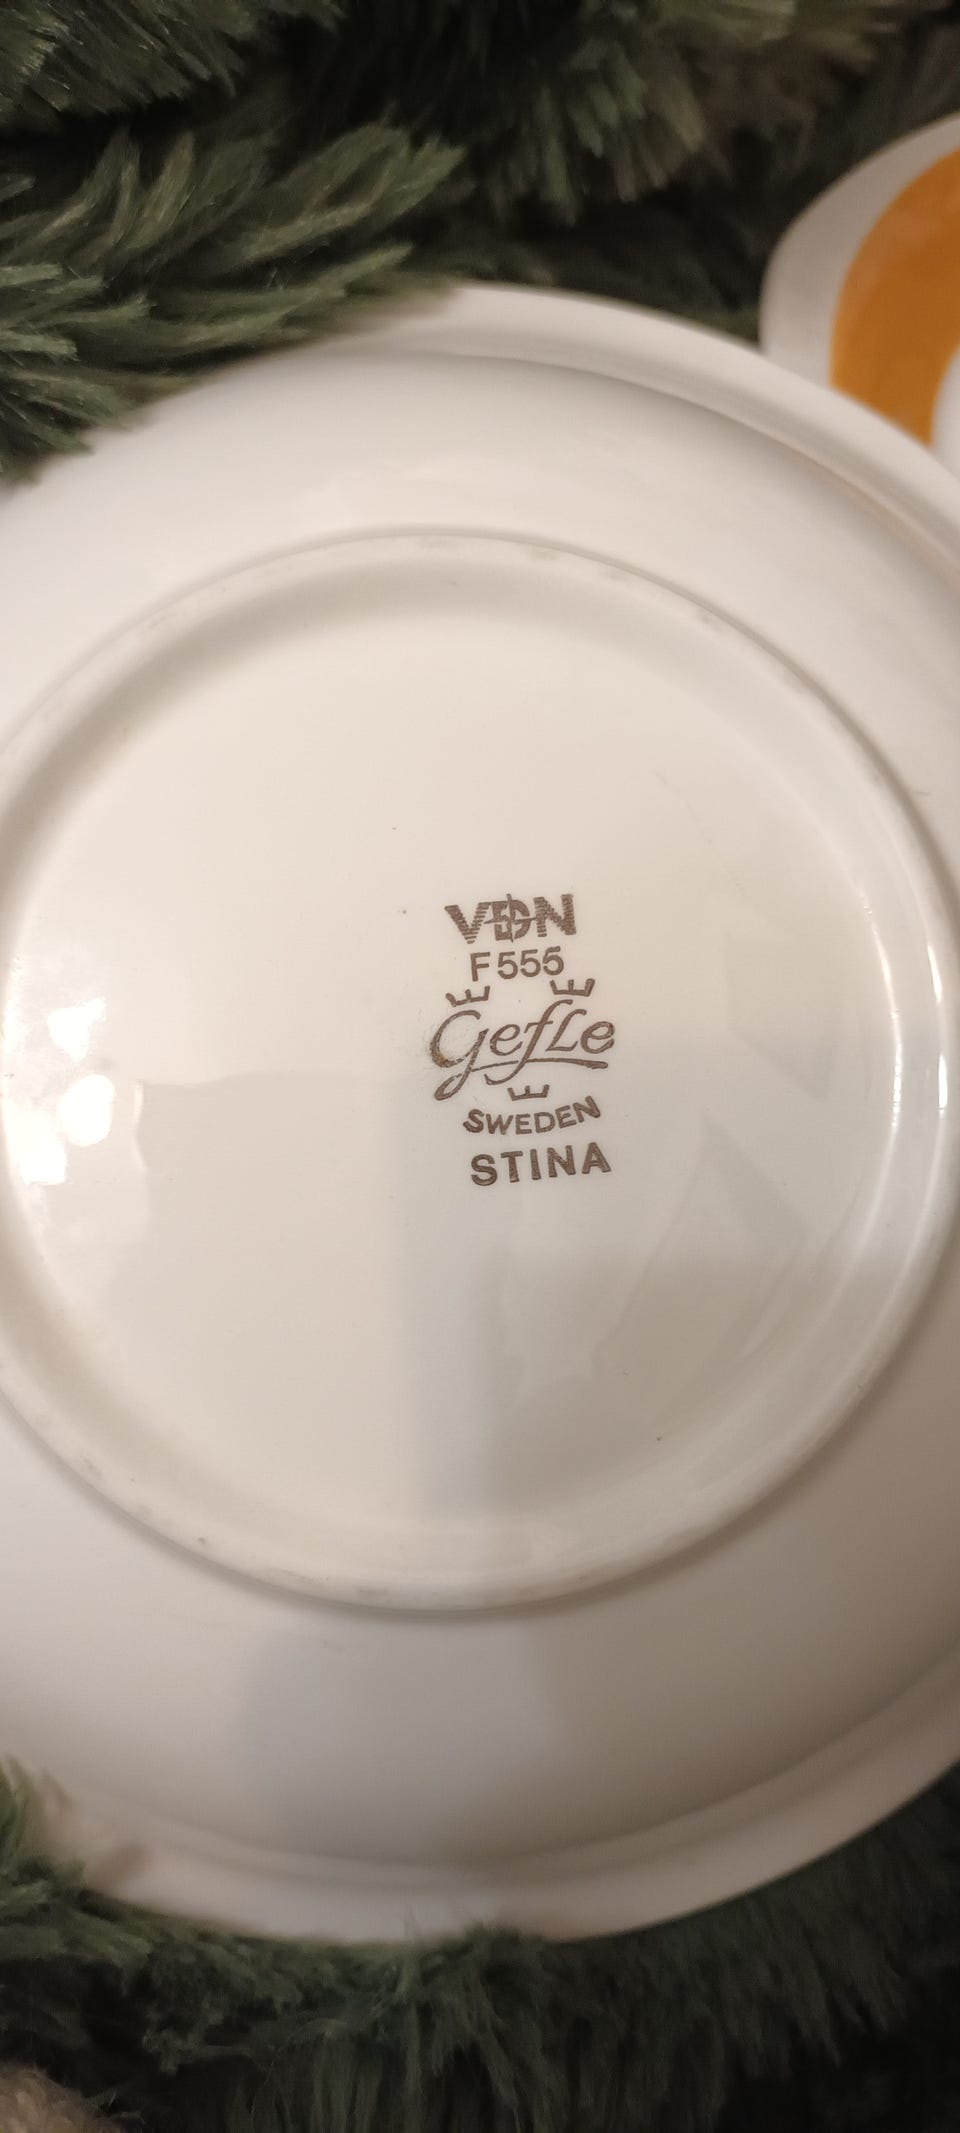 VDN
F555
Gefle
SWEDEN
STINA